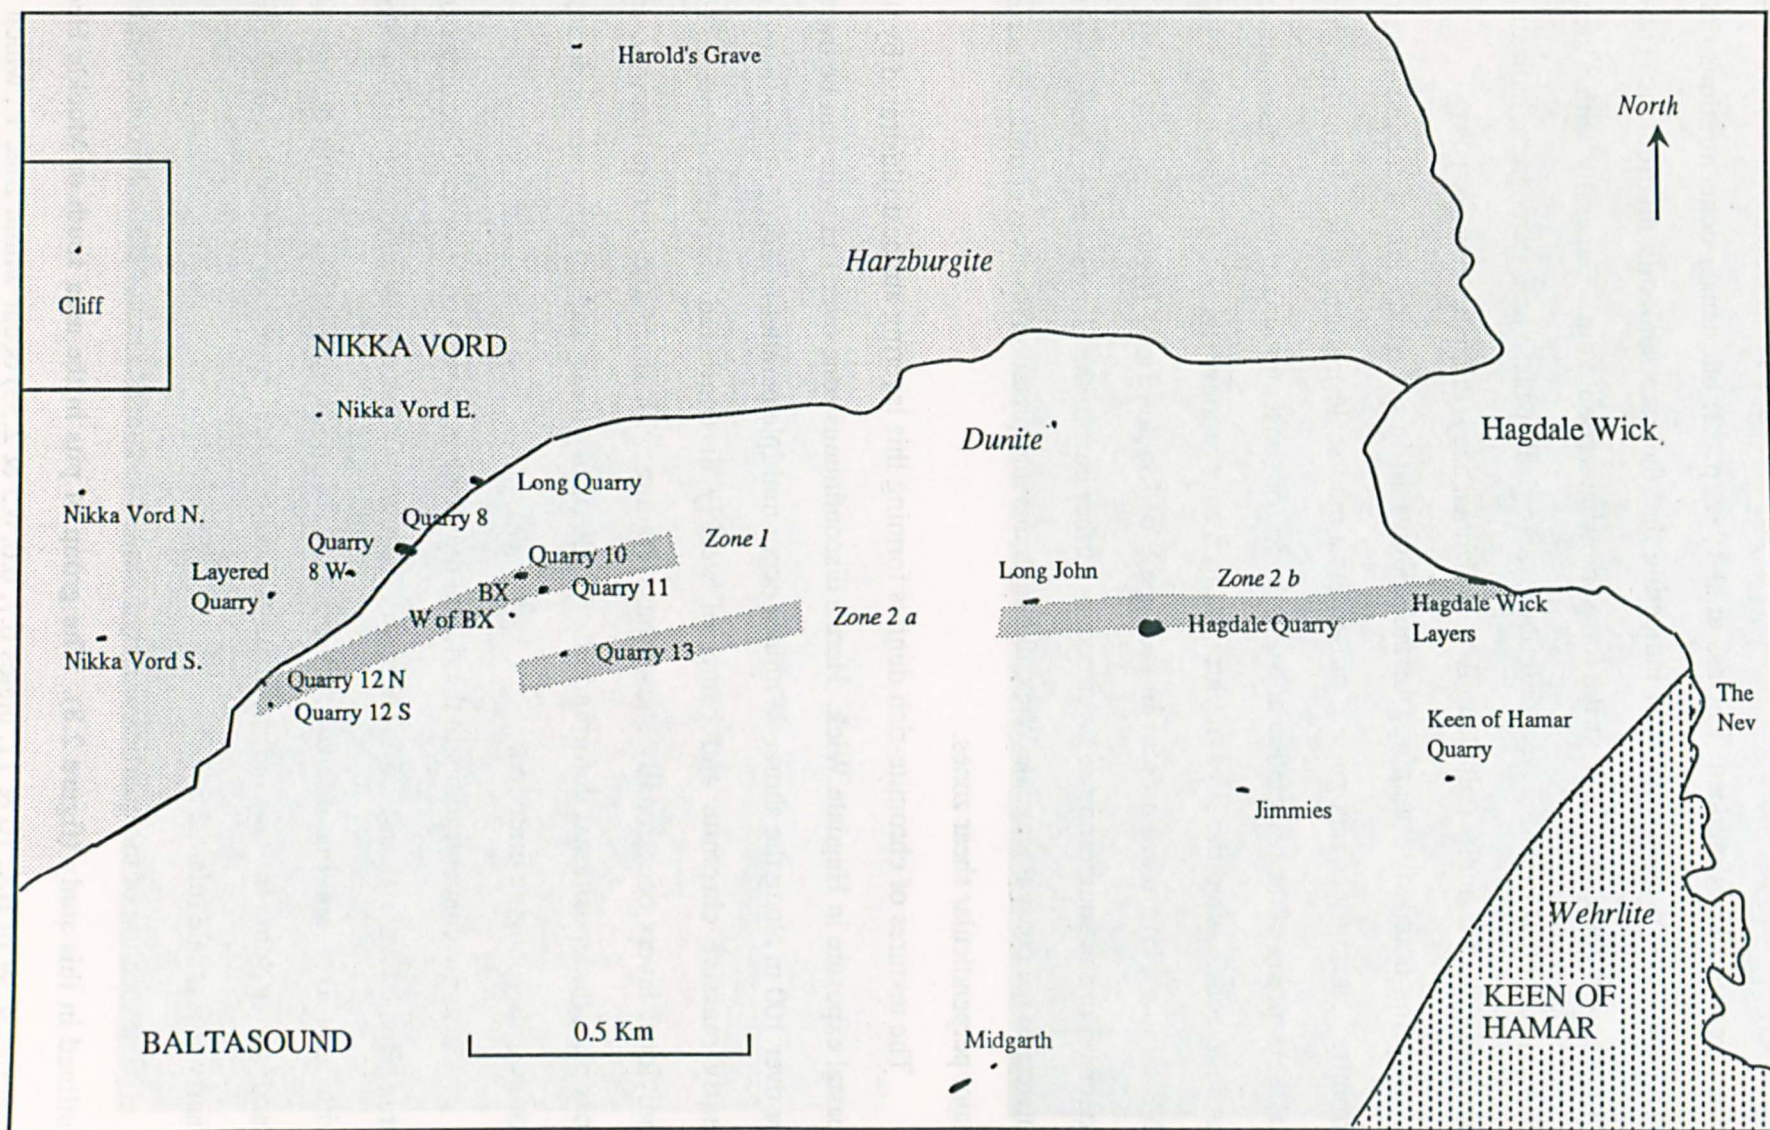 Harold's Grave
North
Harzburgite
Cliff
NIKKA VORD
Nikka Vord E.
Dunite
Hagdale Wick
Long Quarry
Nikka Vord N.
Quarry 8
Quarry
8 W
Zone 1
Quarry 10
Layered
Quarry
BX
Quarry 11
Long John
Zone 2 b
W of BX
Zone 2 a
Hagdale Quarry
Hagdale Wick
Layers
Nikka Vord S.
Quarry 13
Quarry 12 N
Quarry 12 S
The
Nev
Keen of Hamar
Quarry
Jimmies
Wehrlite
KEEN OF
HAMAR
BALTASOUND
0.5 Km
Midgarth